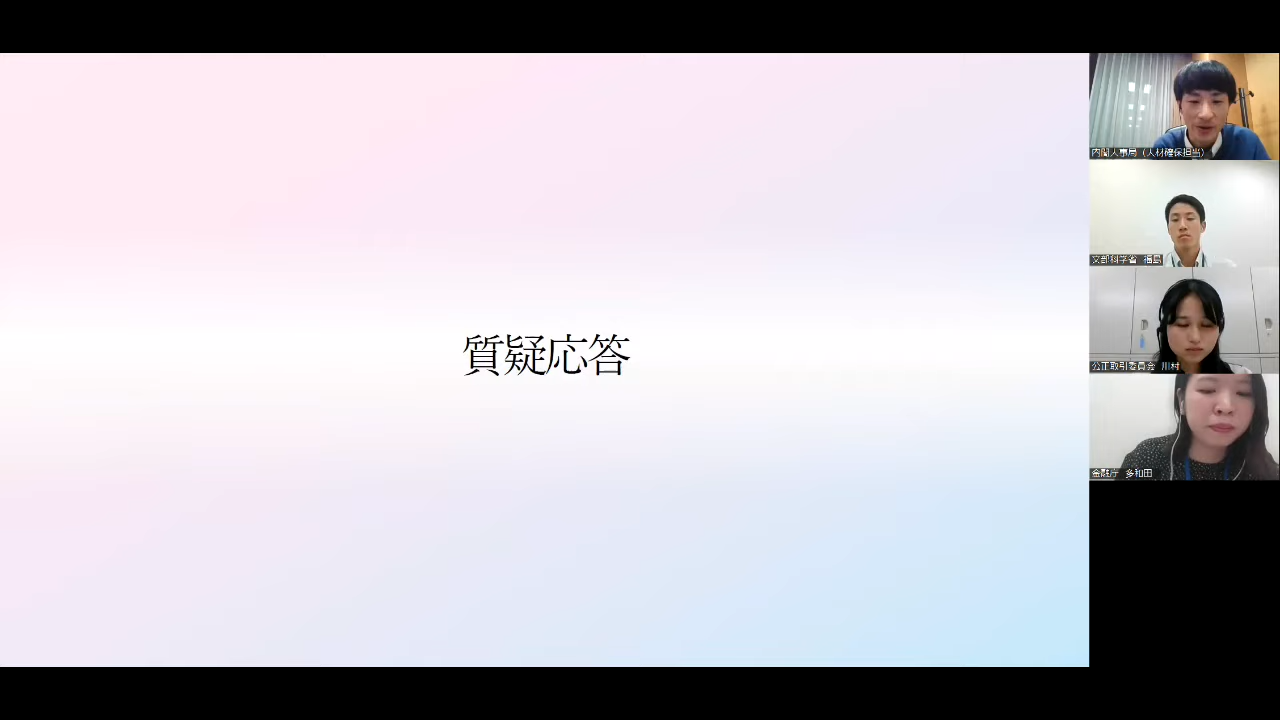 質疑応答
内閣人事局（人材確保担当）
文部科学省 福島
公正取引委員会 川村
金融庁 多和田